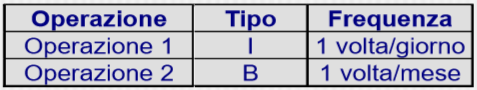 Operazione Tipo Frequenza
Operazione 1 I 1 volta/giorno
Operazione 2 B 1 volta/mese